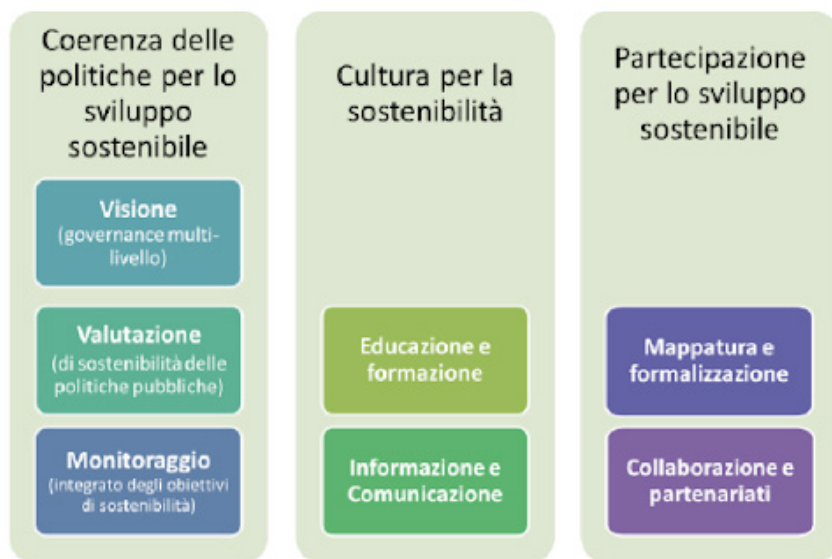 Coerenza delle
politiche per lo
sviluppo
sostenibile
Visione
(governance multi-
livello)
Valutazione
(di sostenibilità delle
politiche pubbliche)
Monitoraggio
(integrato degli obiettivi
di sostenibilità)
Cultura per la
sostenibilità
Educazione e
formazione
Informazione e
Comunicazione
Partecipazione
per lo sviluppo
sostenibile
Mappatura e
formalizzazione
Collaborazione e
partenariati